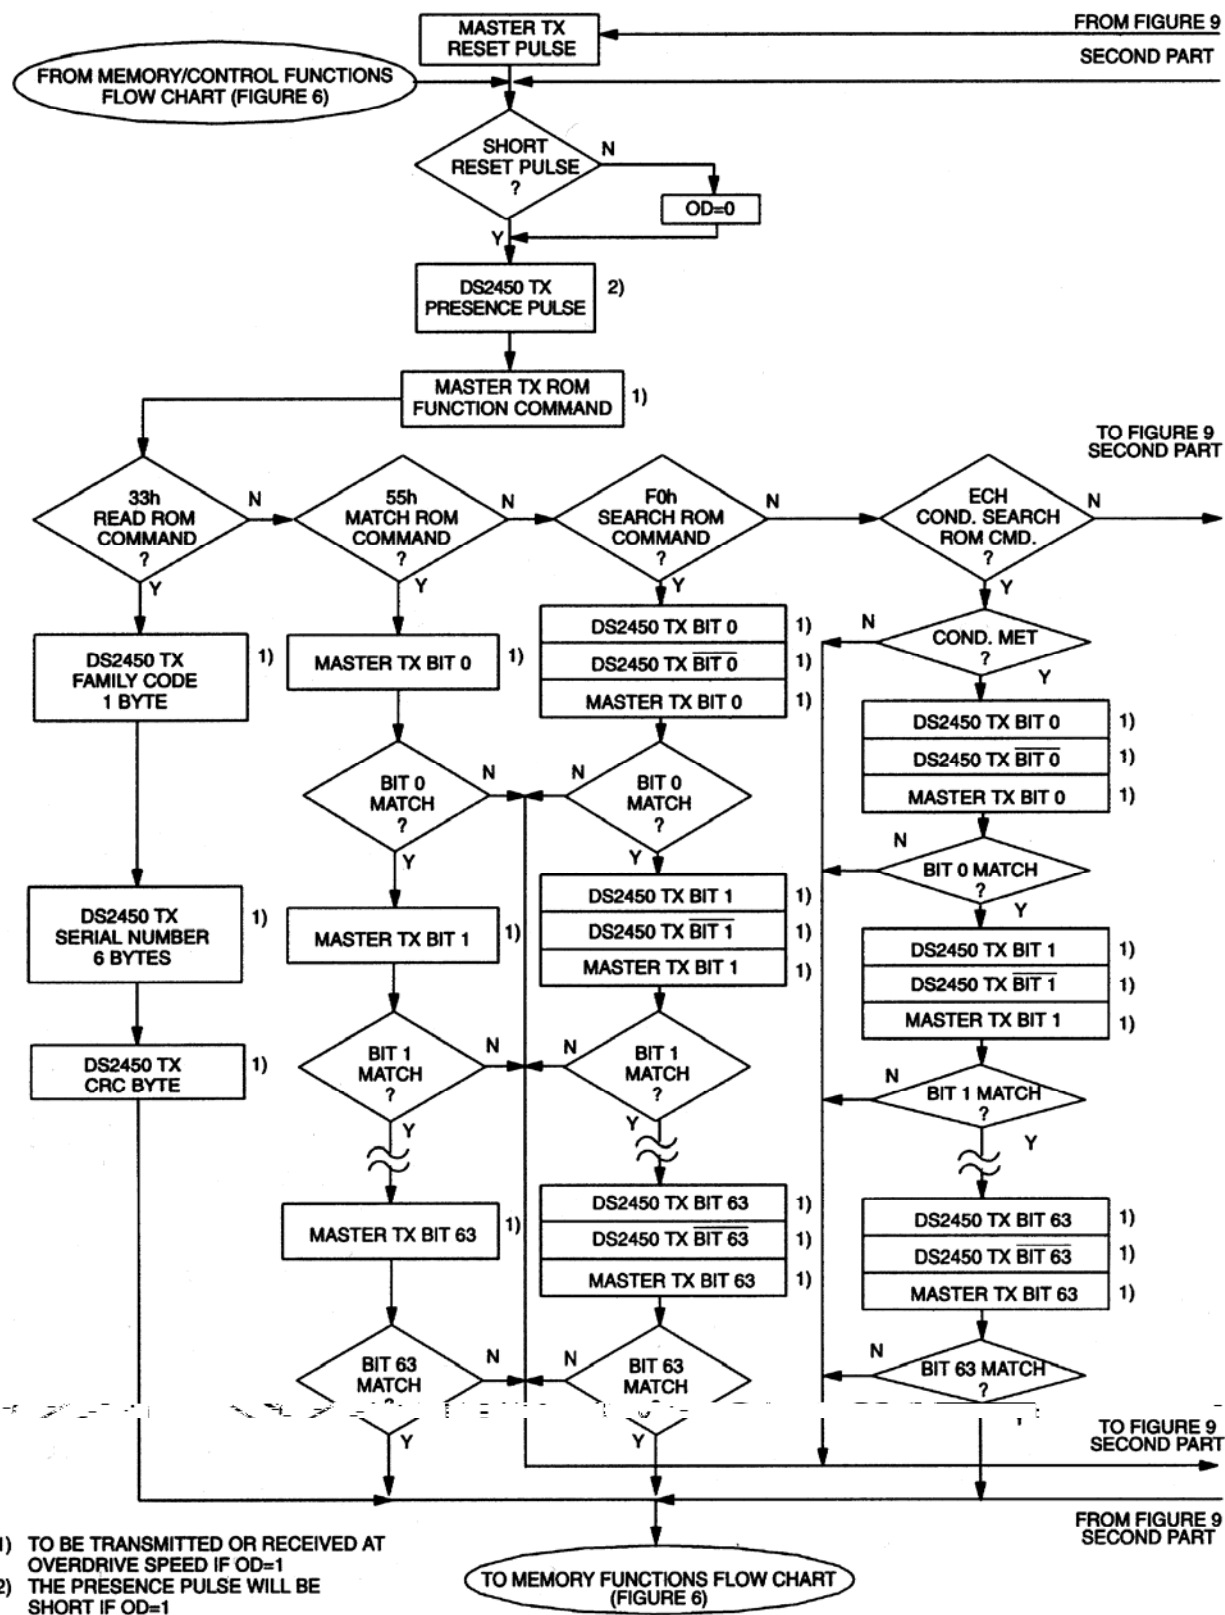 MASTER TX
RESET PULSE
FROM FIGURE 9
SECOND PART
FROM MEMORY/CONTROL FUNCTIONS
FLOW CHART (FIGURE 6)
SHORT
RESET PULSE
?
N
OD=0
Y
DS2450 TX
PRESENCE PULSE
2)
MASTER TX ROM
FUNCTION COMMAND
1)
TO FIGURE 9
SECOND PART
33h
READ ROM
COMMAND
?
N
Y
55h
MATCH ROM
COMMAND
?
N
Y
F0h
SEARCH ROM
COMMAND
?
N
Y
ECH
COND. SEARCH
ROM CMD.
?
N
Y
DS2450 TX
FAMILY CODE
1 BYTE
1)
DS2450 TX
SERIAL NUMBER
6 BYTES
1)
DS2450 TX
CRC BYTE
1)
MASTER TX BIT 0
1)
BIT 0
MATCH
?
N
Y
MASTER TX BIT 1
1)
BIT 1
MATCH
?
N
Y
MASTER TX BIT 63
1)
BIT 63
MATCH
?
N
Y
DS2450 TX BIT 0 1)
DS2450 TX BIT 0 1)
MASTER TX BIT 0 1)
BIT 0
MATCH
?
N
Y
DS2450 TX BIT 1 1)
DS2450 TX BIT 1 1)
MASTER TX BIT 1 1)
BIT 1
MATCH
?
N
Y
DS2450 TX BIT 63 1)
DS2450 TX BIT 63 1)
MASTER TX BIT 63 1)
BIT 63
MATCH
N
Y
COND. MET
?
N
Y
DS2450 TX BIT 0 1)
DS2450 TX BIT 0 1)
MASTER TX BIT 0 1)
BIT 0 MATCH
?
N
Y
DS2450 TX BIT 1 1)
DS2450 TX BIT 1 1)
MASTER TX BIT 1 1)
BIT 1 MATCH
?
N
Y
DS2450 TX BIT 63 1)
DS2450 TX BIT 63 1)
MASTER TX BIT 63 1)
BIT 63 MATCH
?
N
TO FIGURE 9
SECOND PART
FROM FIGURE 9
SECOND PART
1) TO BE TRANSMITTED OR RECEIVED AT
OVERDRIVE SPEED IF OD=1
2) THE PRESENCE PULSE WILL BE
SHORT IF OD=1
TO MEMORY FUNCTIONS FLOW CHART
(FIGURE 6)